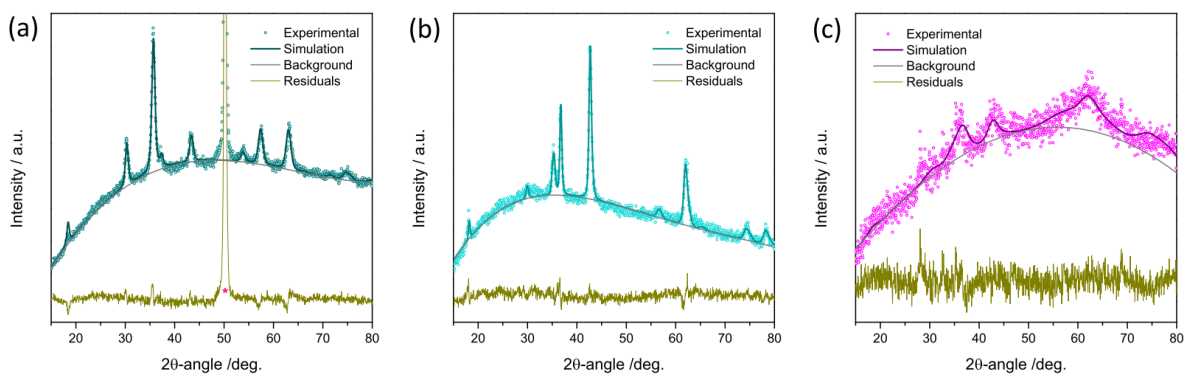 (a)
Experimental
Simulation
Background
Residuals
Intensity / a.u.
*
20 30 40 50 60 70 80
2θ-angle /deg.
(b)
Experimental
Simulation
Background
Residuals
Intensity / a.u.
20 30 40 50 60 70 80
2θ-angle /deg.
(c)
Experimental
Simulation
Background
Residuals
Intensity / a.u.
20 30 40 50 60 70 80
2θ-angle /deg.